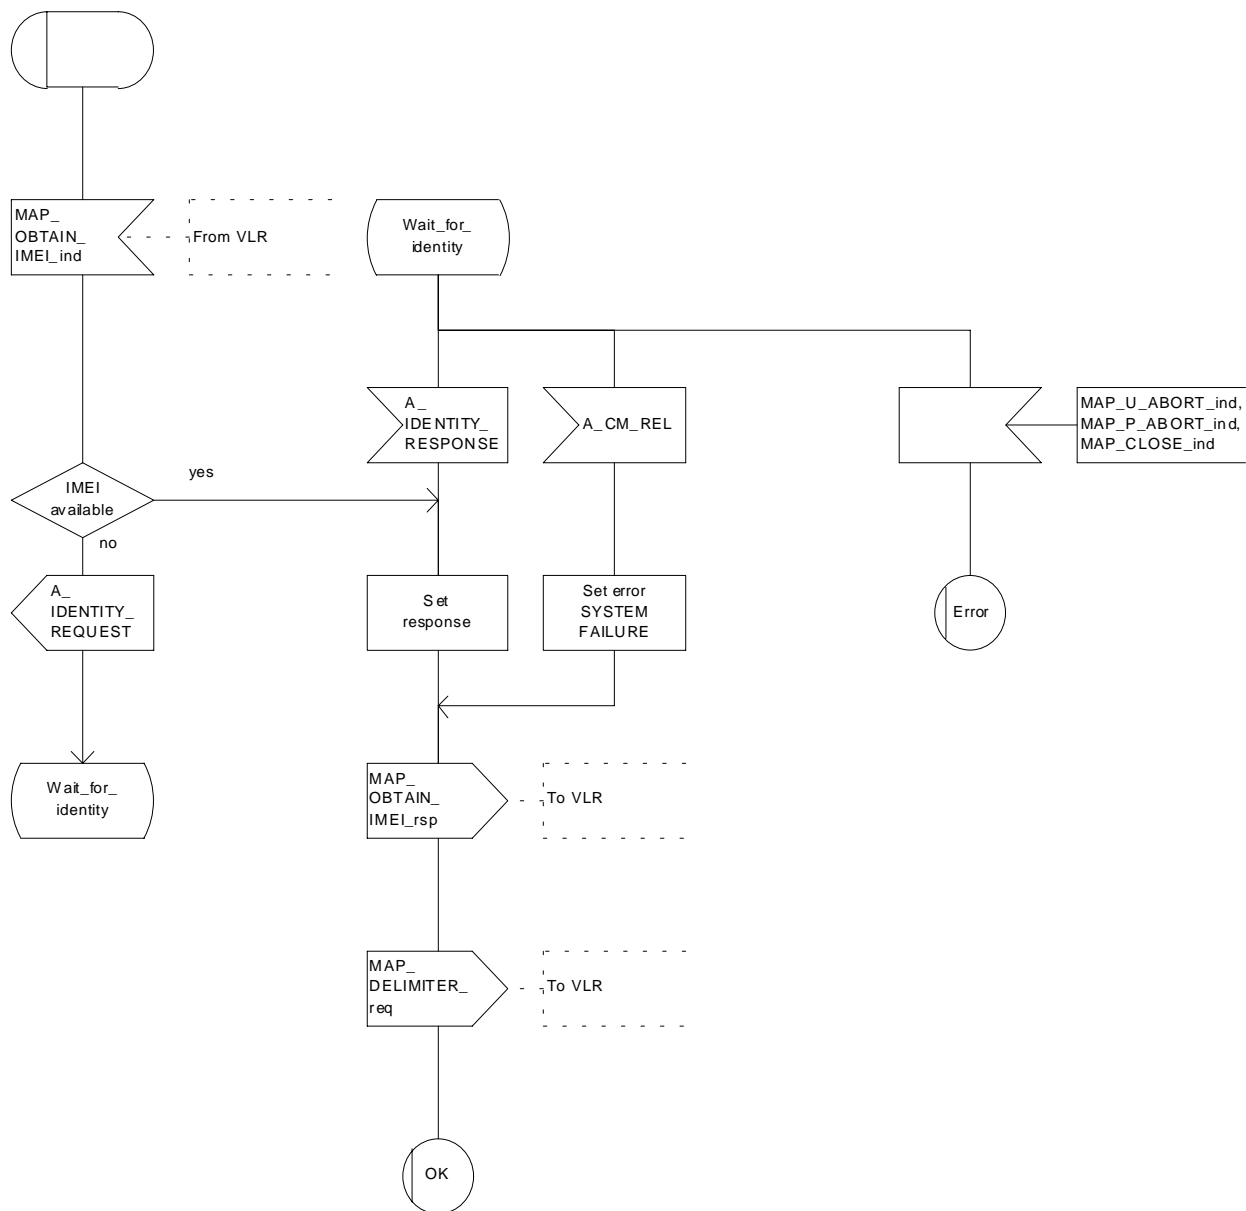 MAP_
OBTAIN_
IMEI_ind
From VLR
Wait_for_
identity
A_
IDENTITY_
RESPONSE
A_CM_REL
MAP_U_ABORT_ind,
MAP_P_ABORT_ind,
MAP_CLOSE_ind
IMEI
available
yes
no
A_
IDENTITY_
REQUEST
Set
response
Set error
SYSTEM
FAILURE
Error
Wait_for_
identity
MAP_
OBTAIN_
IMEI_rsp
To VLR
MAP_
DELIMITER_
req
To VLR
OK